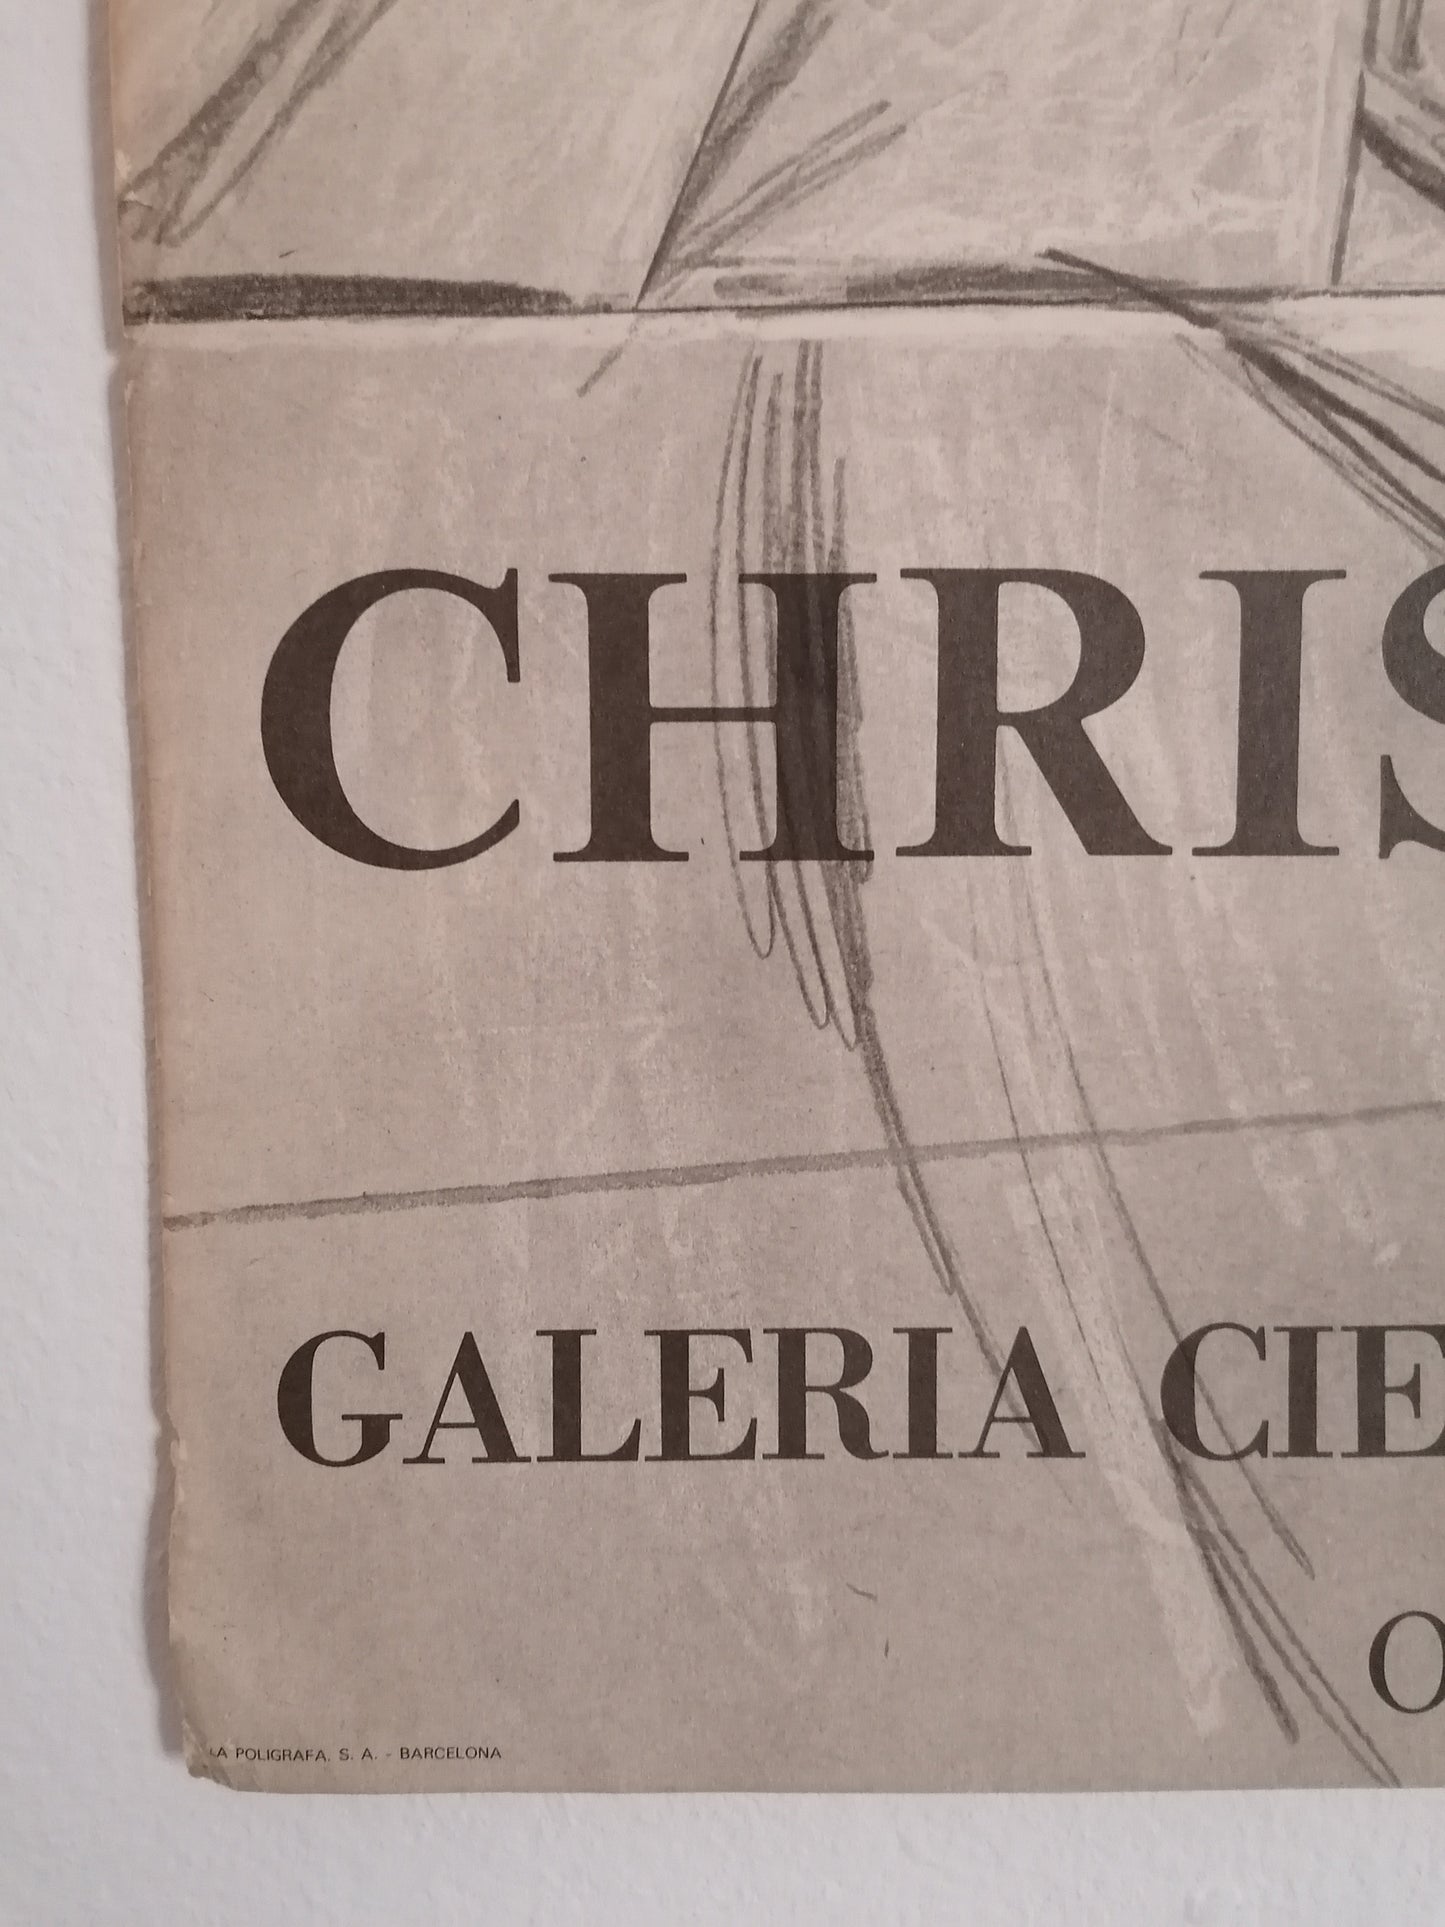 CHRIS
GALERIA CIE
O
LA POLIGRAFA, S. A. - BARCELONA